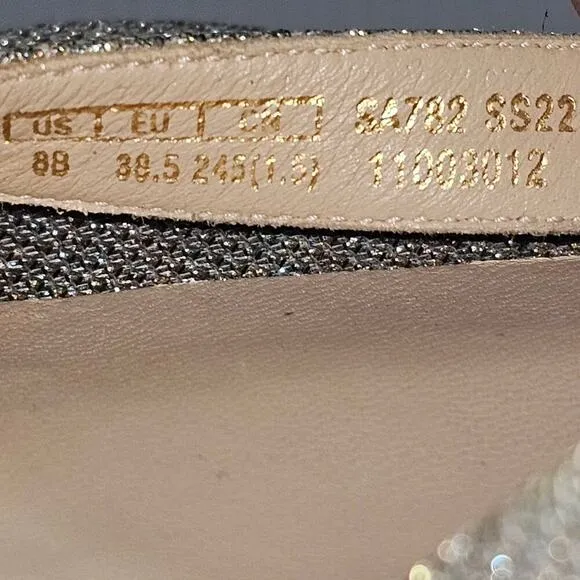 US EU CN SA782 SS22
8B 38.5 245(1.5) 11003012